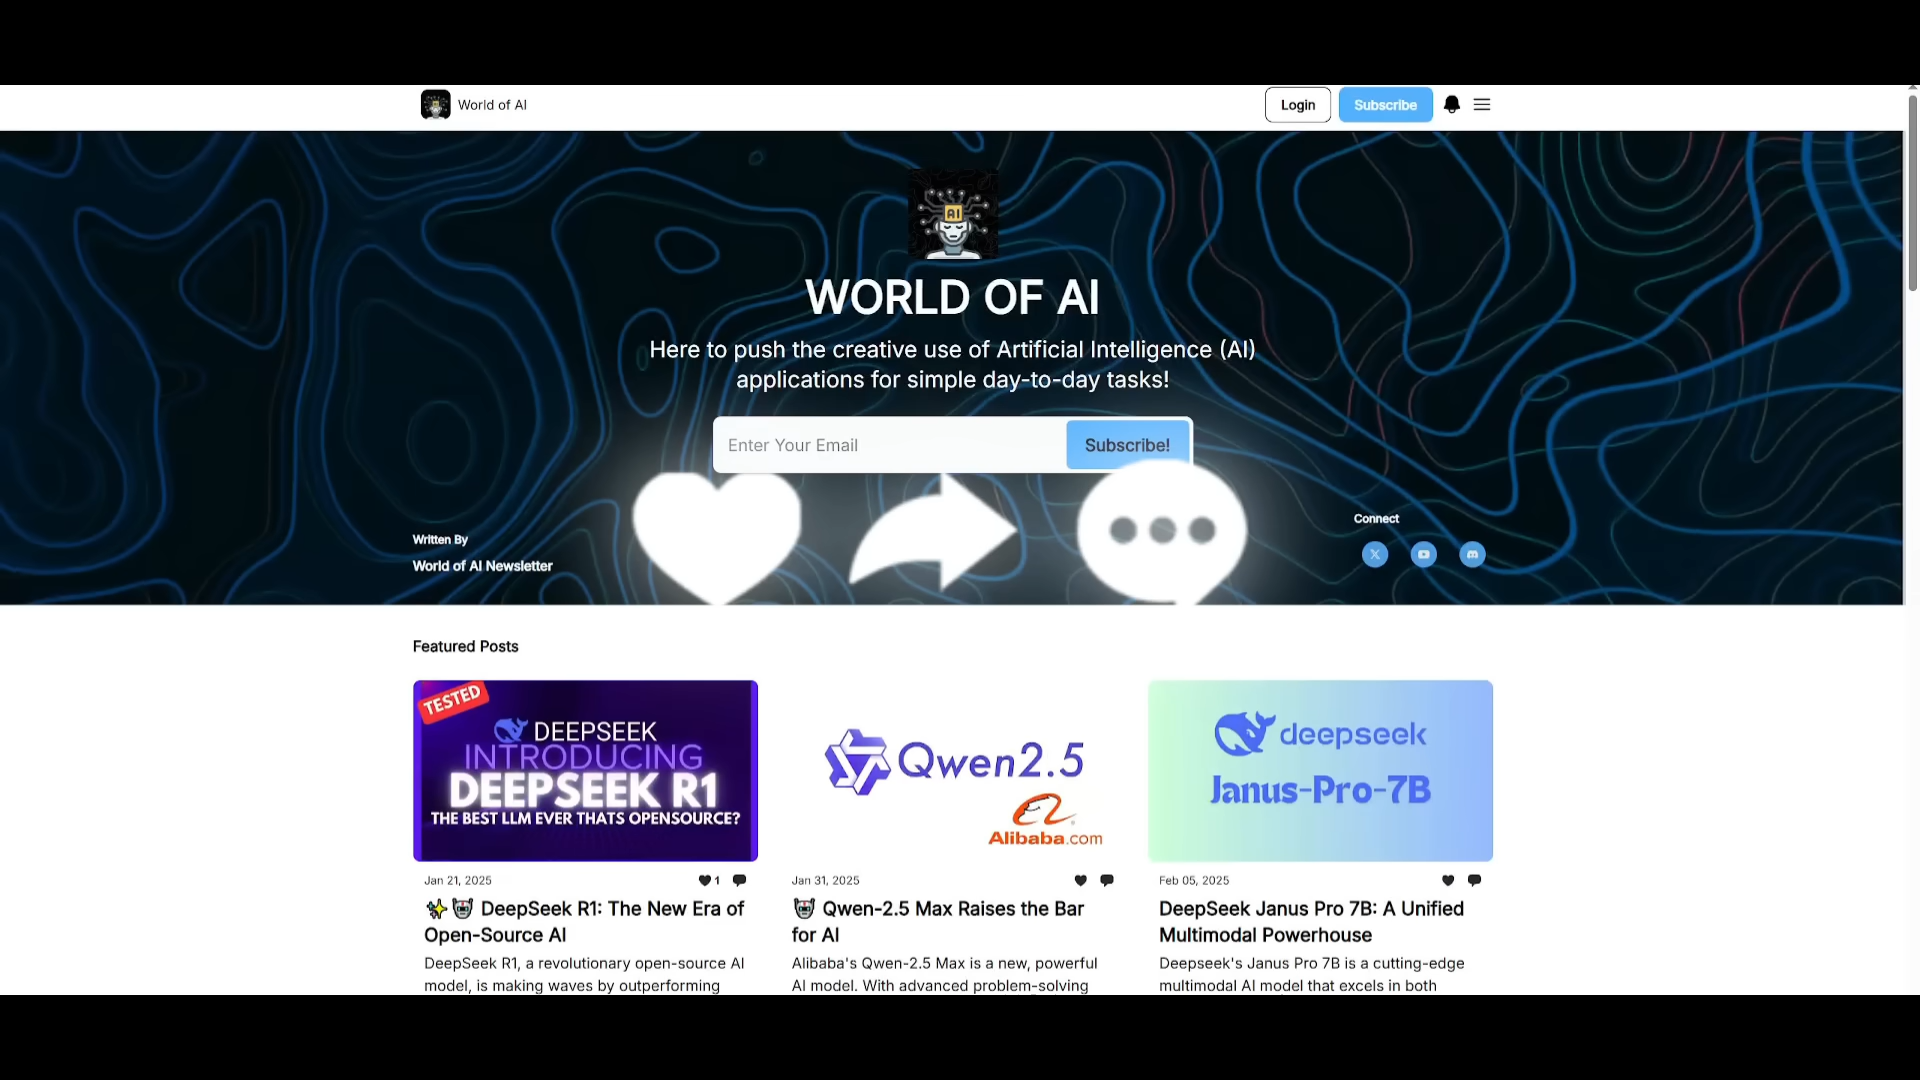 World of AI
Login
Subscribe
AI
WORLD OF AI
Here to push the creative use of Artificial Intelligence (AI)
applications for simple day-to-day tasks!
Enter Your Email
Subscribe!
Written By
World of AI Newsletter
Connect
Featured Posts
TESTED
DEEPSEEK
INTRODUCING
DEEPSEEK R1
THE BEST LLM EVER THATS OPENSOURCE?
Jan 21, 2025
1
DeepSeek R1: The New Era of
Open-Source AI
DeepSeek R1, a revolutionary open-source AI
model, is making waves by outperforming
Qwen2.5
Alibaba.com
Jan 31, 2025
Qwen-2.5 Max Raises the Bar
for AI
Alibaba's Qwen-2.5 Max is a new, powerful
AI model. With advanced problem-solving
deepseek
Janus-Pro-7B
Feb 05, 2025
DeepSeek Janus Pro 7B: A Unified
Multimodal Powerhouse
Deepseek's Janus Pro 7B is a cutting-edge
multimodal AI model that excels in both